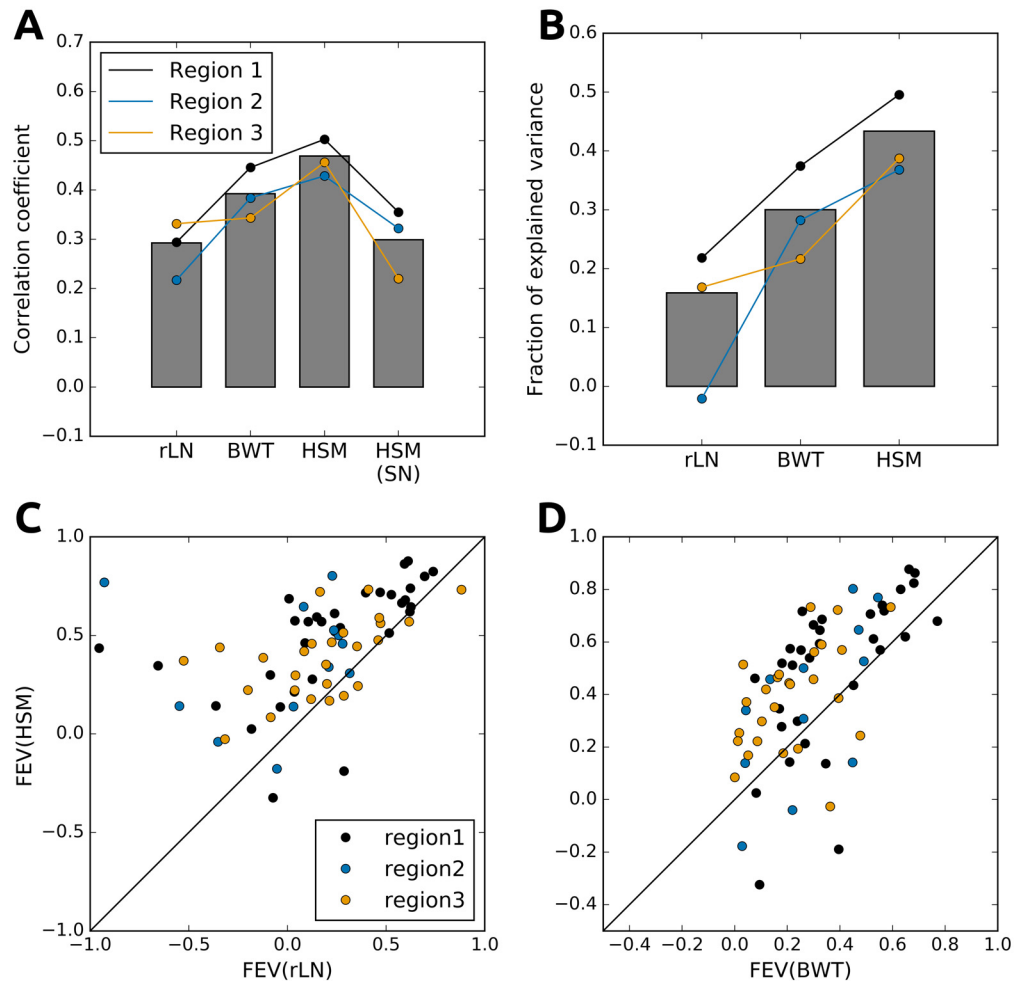 A
B
0.7
0.6
0.5
0.4
0.3
0.2
0.1
0.0
−0.1
Correlation coefficient
Region 1
Region 2
Region 3
rLN BWT HSM HSM
(SN)
0.6
0.5
0.4
0.3
0.2
0.1
0.0
−0.1
Fraction of explained variance
rLN BWT HSM
C
D
1.0
0.5
0.0
−0.5
−1.0
FEV(HSM)
region1
region2
region3
−1.0 −0.5 0.0 0.5 1.0
FEV(rLN)
1.0
0.8
0.6
0.4
0.2
0.0
−0.2
−0.4
−0.4 −0.2 0.0 0.2 0.4 0.6 0.8 1.0
FEV(BWT)